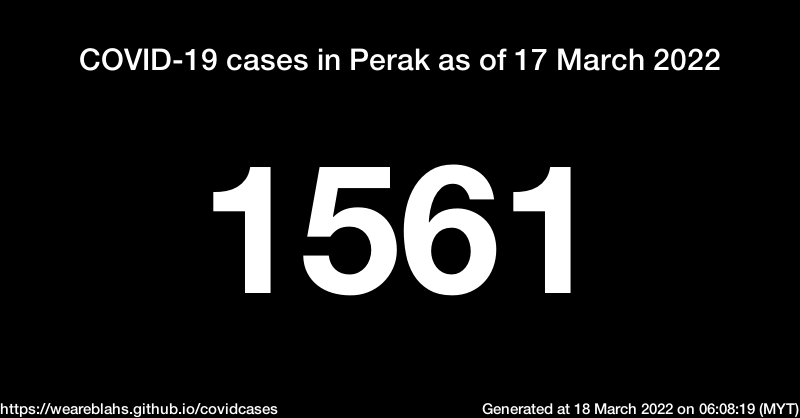 COVID-19 cases in Perak as of 17 March 2022
1561
https://weareblahs.github.io/covidcases
Generated at 18 March 2022 on 06:08:19 (MYT)